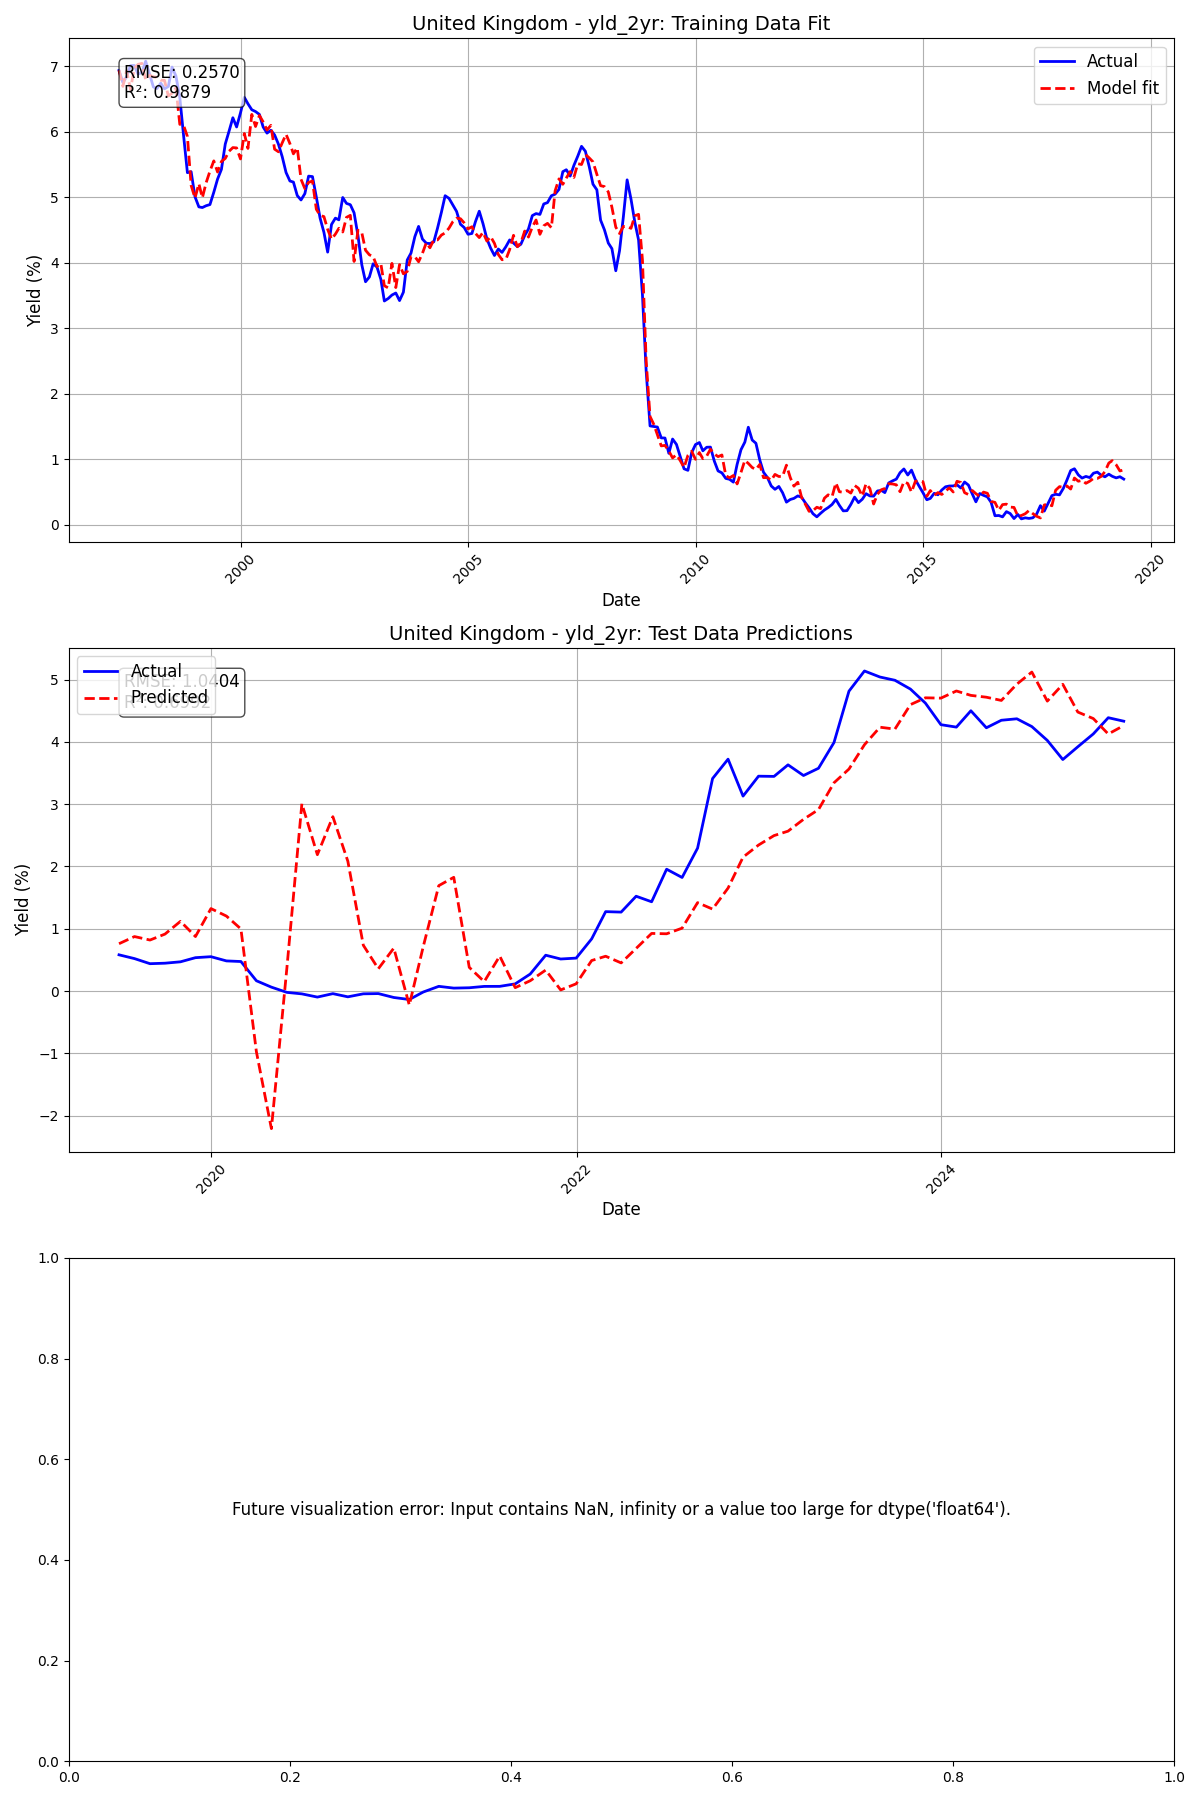 United Kingdom - yld_2yr: Training Data Fit
RMSE: 0.2570
R²: 0.9879
Actual
Model fit
Yield (%)
7
6
5
4
3
2
1
0
2000
2005
2010
2015
2020
Date
United Kingdom - yld_2yr: Test Data Predictions
RMSE: 1.0404
Actual
Predicted
Yield (%)
5
4
3
2
1
0
−1
−2
2020
2022
2024
Date
1.0
0.8
0.6
0.4
0.2
0.0
Future visualization error: Input contains NaN, infinity or a value too large for dtype('float64').
0.0
0.2
0.4
0.6
0.8
1.0